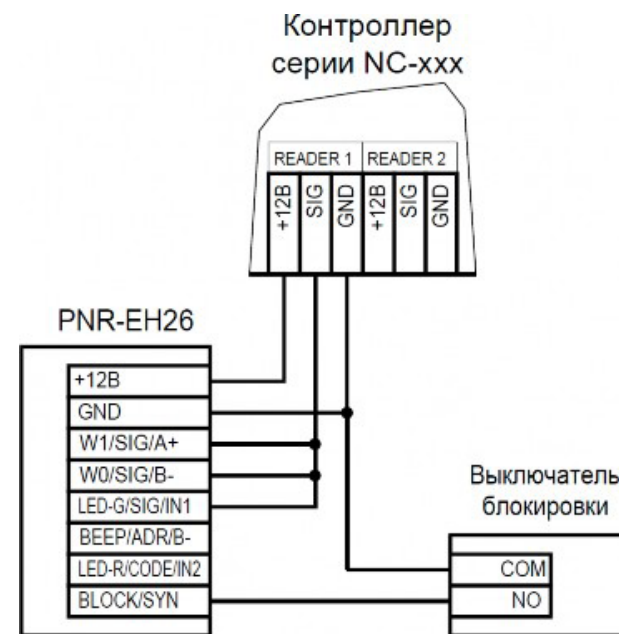 Контроллер
серии NC-xxx
READER 1 READER 2
+12В SIG GND +12В SIG GND
PNR-EH26
+12В
GND
W1/SIG/A+
W0/SIG/B-
LED-G/SIG/IN1
BEEP/ADR/B-
LED-R/CODE/IN2
BLOCK/SYN
Выключатель
блокировки
COM
NO